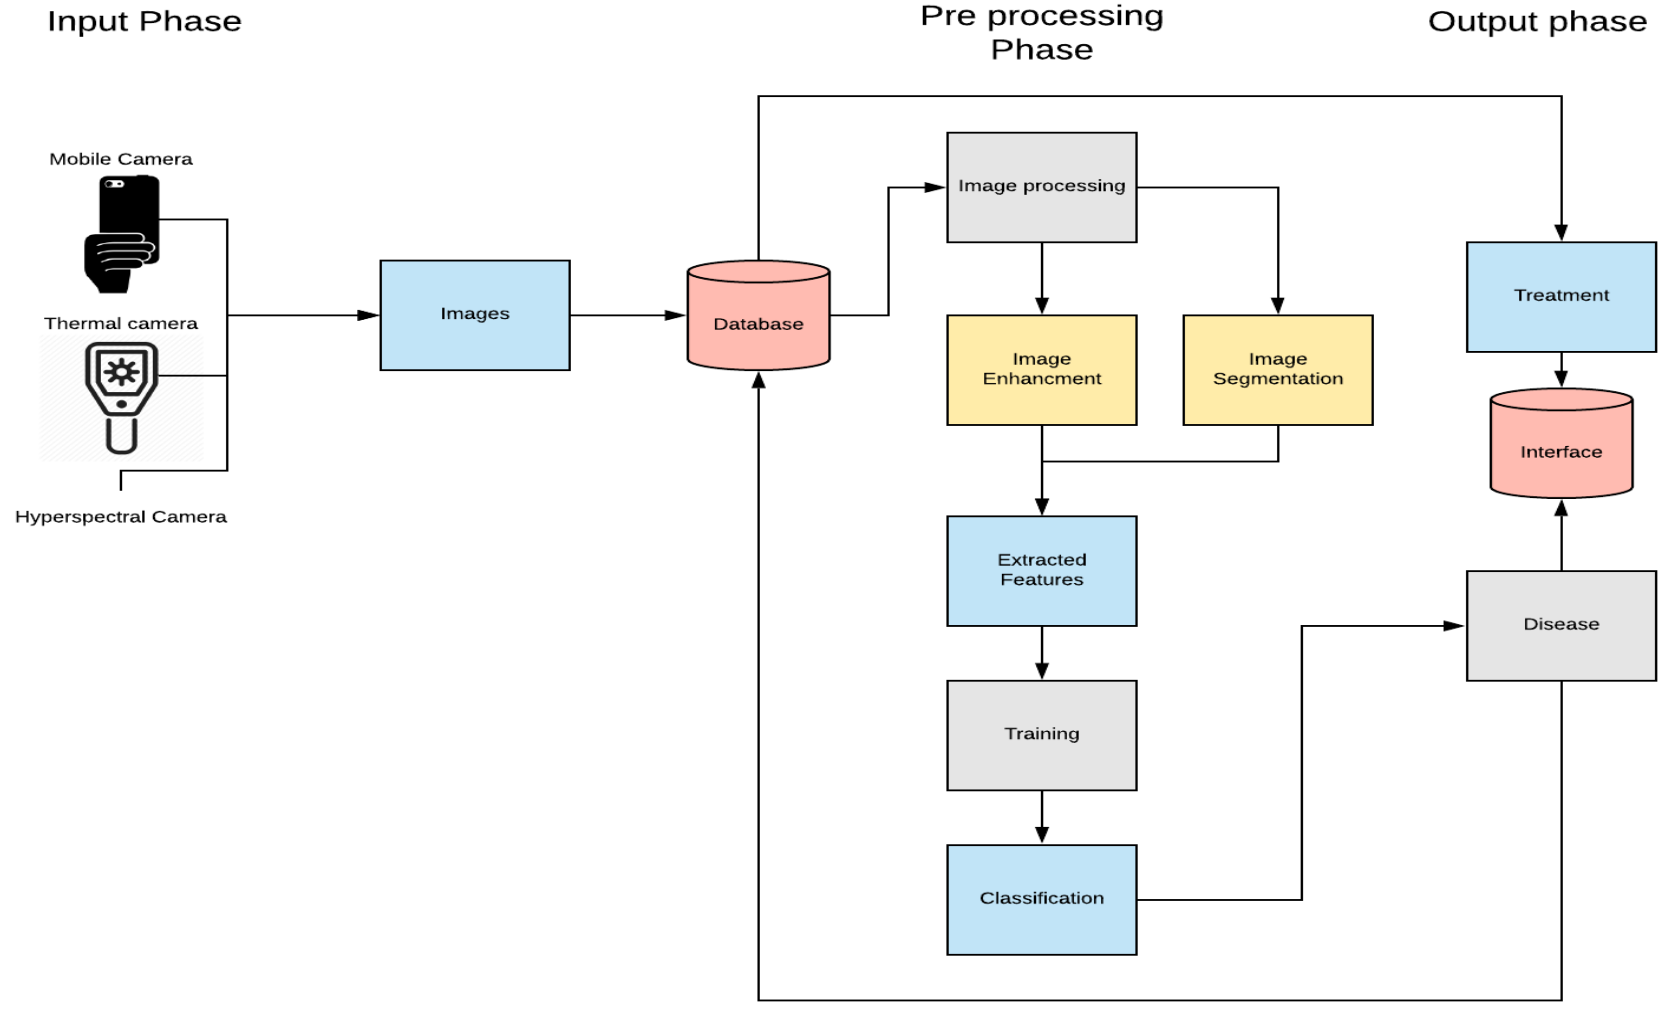 Input Phase
Pre processing
Phase
Output phase
Mobile Camera
Thermal camera
Hyperspectral Camera
Images
Database
Image processing
Image
Enhancment
Image
Segmentation
Extracted
Features
Training
Classification
Treatment
Interface
Disease